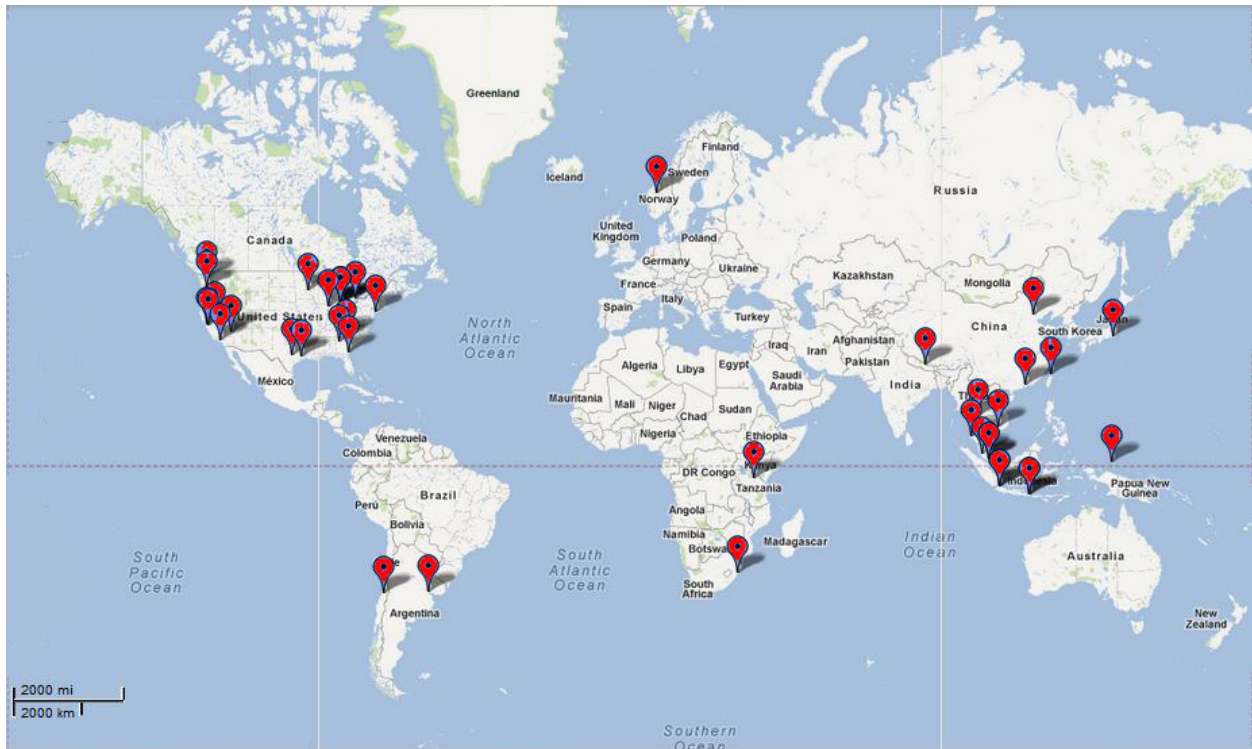 Greenland
Finland
Iceland
Sweden
Russia
Norway
Canada
United
Kingdom
Poland
Germany
Ukraine
Kazakhstan
Mongolia
France
Italy
Spain
Turkey
United States
North
Atlantic
Ocean
China
South Korea
Iraq
Iran
Afghanistan
Pakistan
Algeria
Libya
Egypt
Saudi
Arabia
India
México
Mauritania
Mali
Niger
Chad
Sudan
Nigeria
Ethiopia
Venezuela
Colombia
Kenya
DR Congo
Tanzania
Indonesia
Papua New
Guinea
Brazil
Perú
Bolivia
Angola
Namibia
Madagascar
Indian
Ocean
Australia
South
Pacific
Ocean
South
Atlantic
Ocean
South
Africa
Argentina
New
Zealand
2000 mi
2000 km
Southern
Ocean